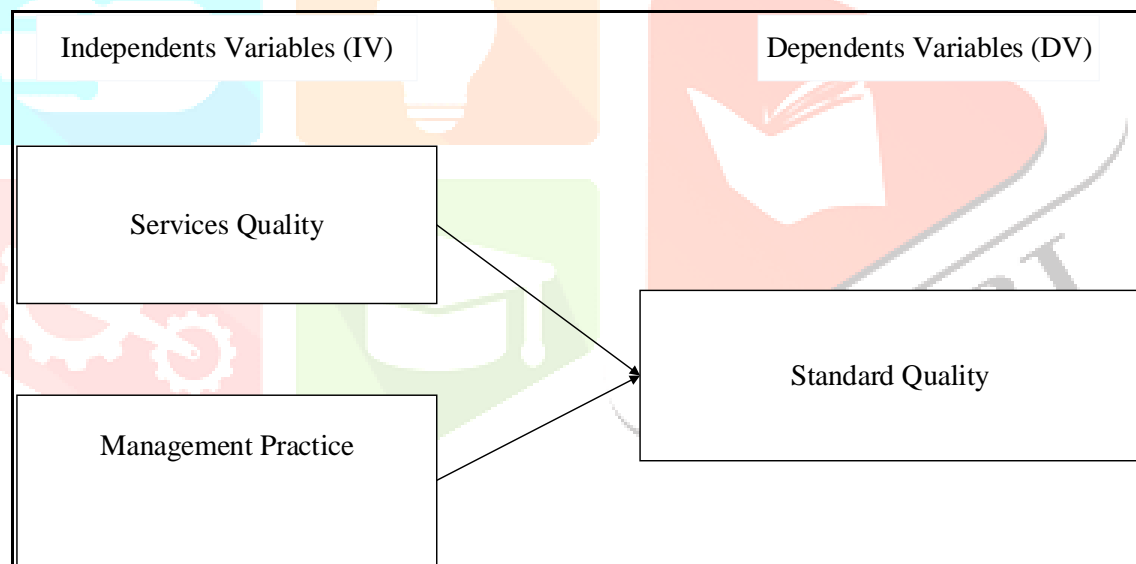 Independents Variables (IV)
Dependents Variables (DV)
Services Quality
Standard Quality
Management Practice